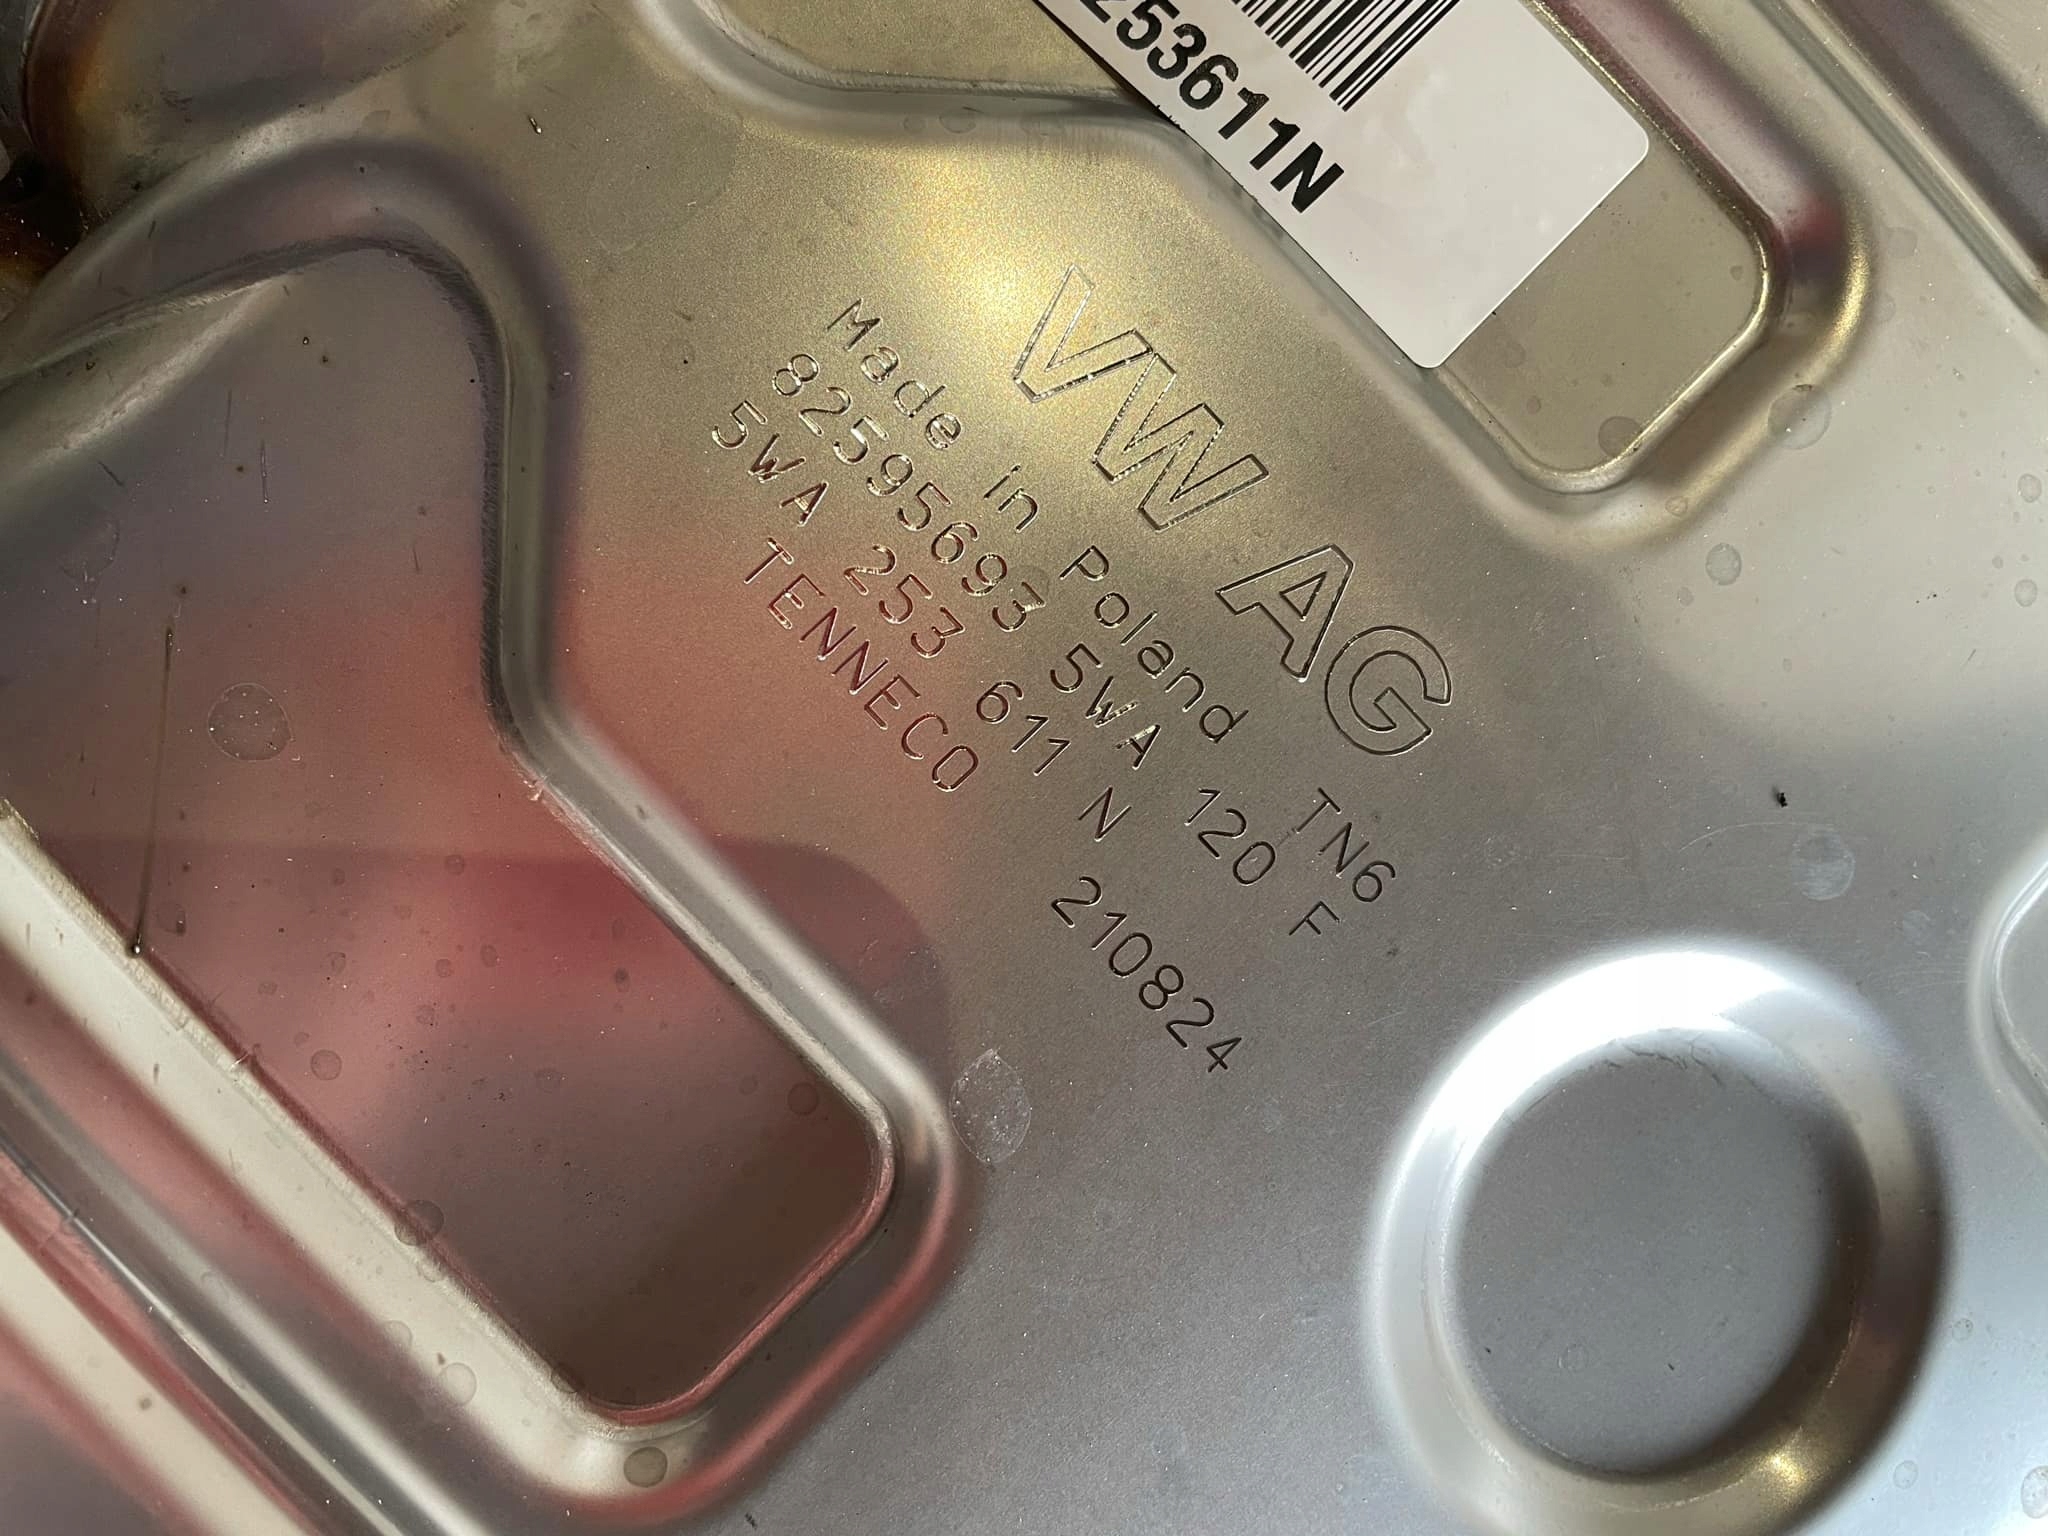 253611N
VW AG
Made in Poland TN6
82595693 5WA 120 F
5WA 253 611 N 210824
TENNECO